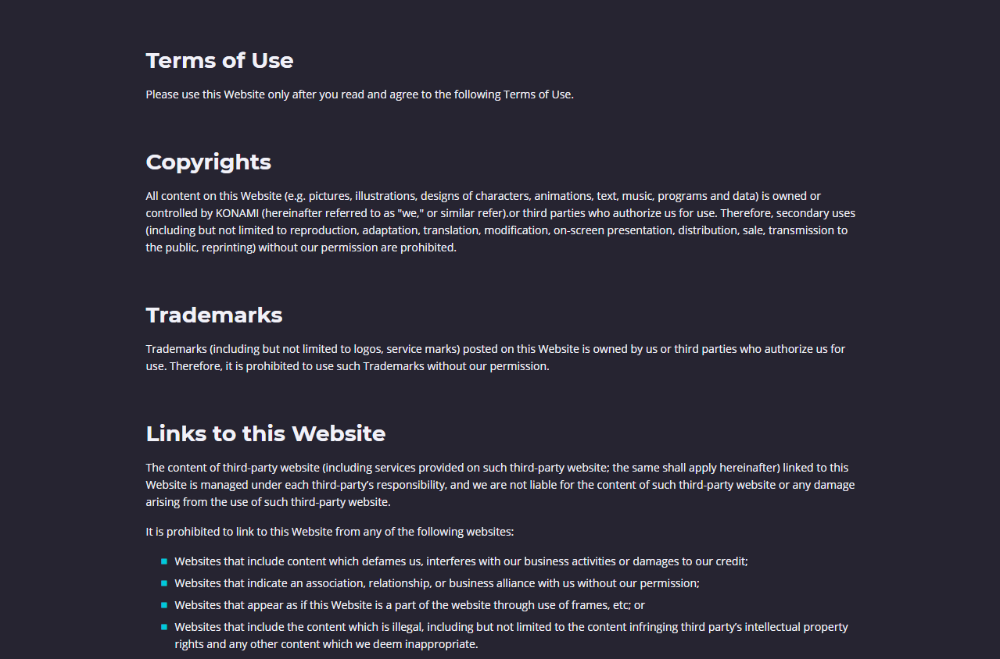 Terms of Use
Please use this Website only after you read and agree to the following Terms of Use.
Copyrights
All content on this Website (e.g. pictures, illustrations, designs of characters, animations, text, music, programs and data) is owned or
controlled by KONAMI (hereinafter referred to as "we," or similar refer).or third parties who authorize us for use. Therefore, secondary uses
(including but not limited to reproduction, adaptation, translation, modification, on-screen presentation, distribution, sale, transmission to
the public, reprinting) without our permission are prohibited.
Trademarks
Trademarks (including but not limited to logos, service marks) posted on this Website is owned by us or third parties who authorize us for
use. Therefore, it is prohibited to use such Trademarks without our permission.
Links to this Website
The content of third-party website (including services provided on such third-party website; the same shall apply hereinafter) linked to this
Website is managed under each third-party’s responsibility, and we are not liable for the content of such third-party website or any damage
arising from the use of such third-party website.
It is prohibited to link to this Website from any of the following websites:
Websites that include content which defames us, interferes with our business activities or damages to our credit;
Websites that indicate an association, relationship, or business alliance with us without our permission;
Websites that appear as if this Website is a part of the website through use of frames, etc; or
Websites that include the content which is illegal, including but not limited to the content infringing third party’s intellectual property
rights and any other content which we deem inappropriate.